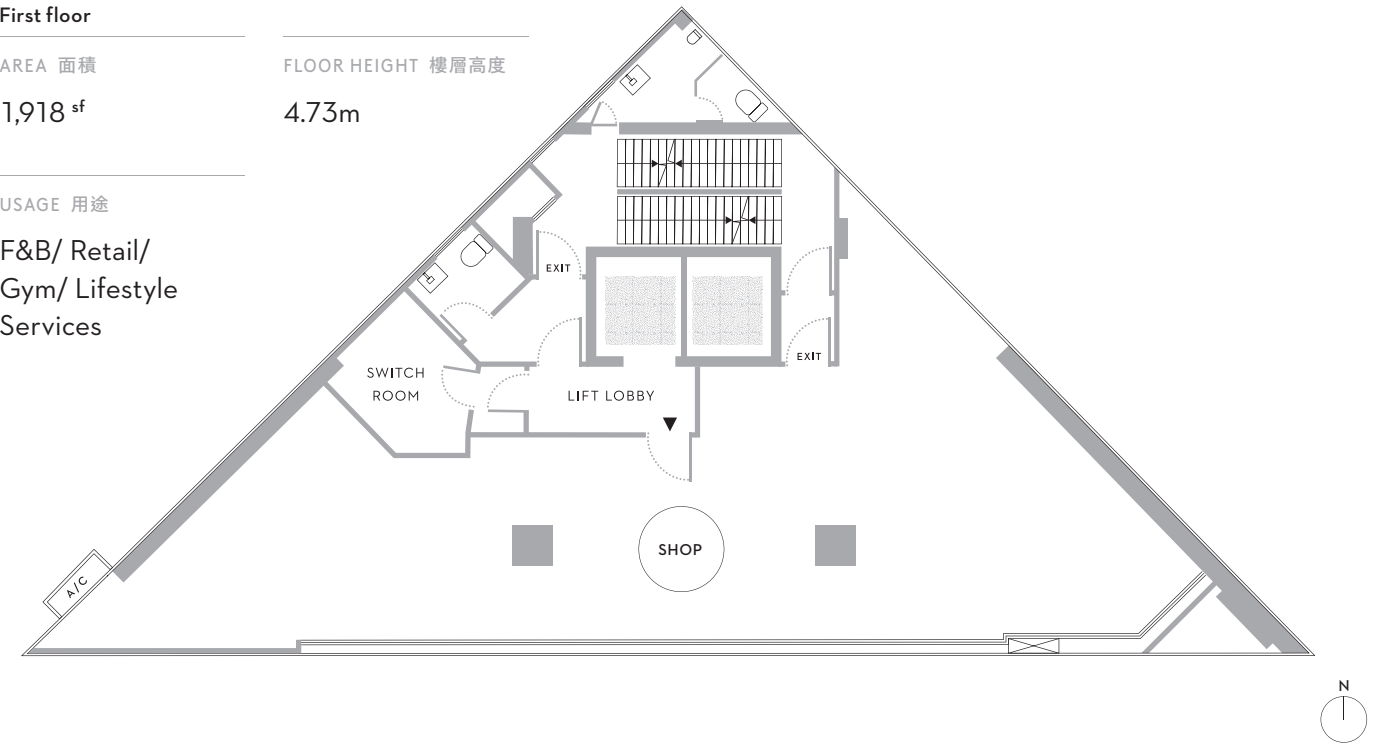 First floor
AREA 面積
1,918 sf
FLOOR HEIGHT 樓層高度
4.73m
USAGE 用途
F&B/ Retail/
Gym/ Lifestyle
Services
EXIT
EXIT
SWITCH
ROOM
LIFT LOBBY
SHOP
A/C
N